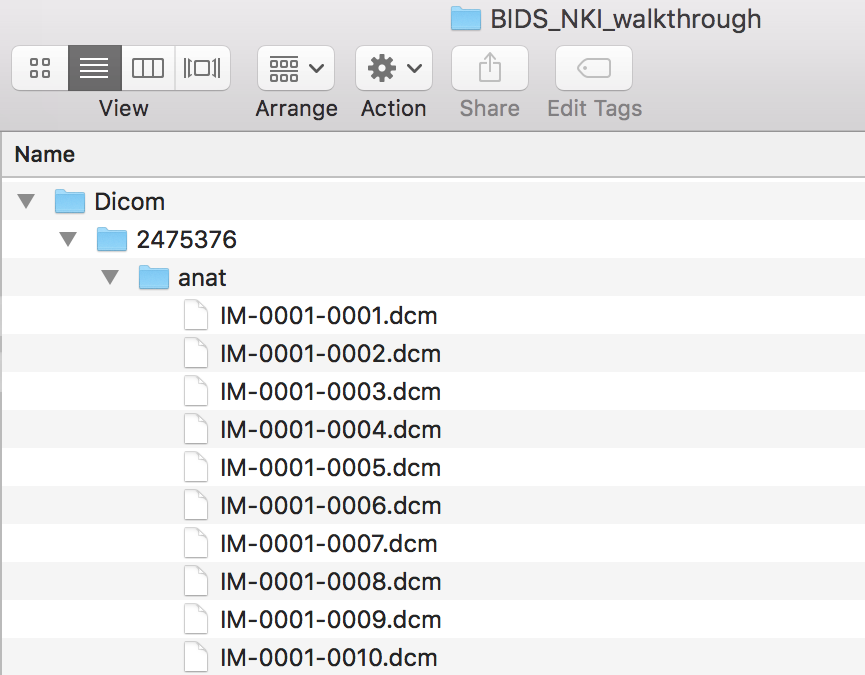 BIDS_NKI_walkthrough
View Arrange Action Share Edit Tags
Name
Dicom
2475376
anat
IM-0001-0001.dcm
IM-0001-0002.dcm
IM-0001-0003.dcm
IM-0001-0004.dcm
IM-0001-0005.dcm
IM-0001-0006.dcm
IM-0001-0007.dcm
IM-0001-0008.dcm
IM-0001-0009.dcm
IM-0001-0010.dcm